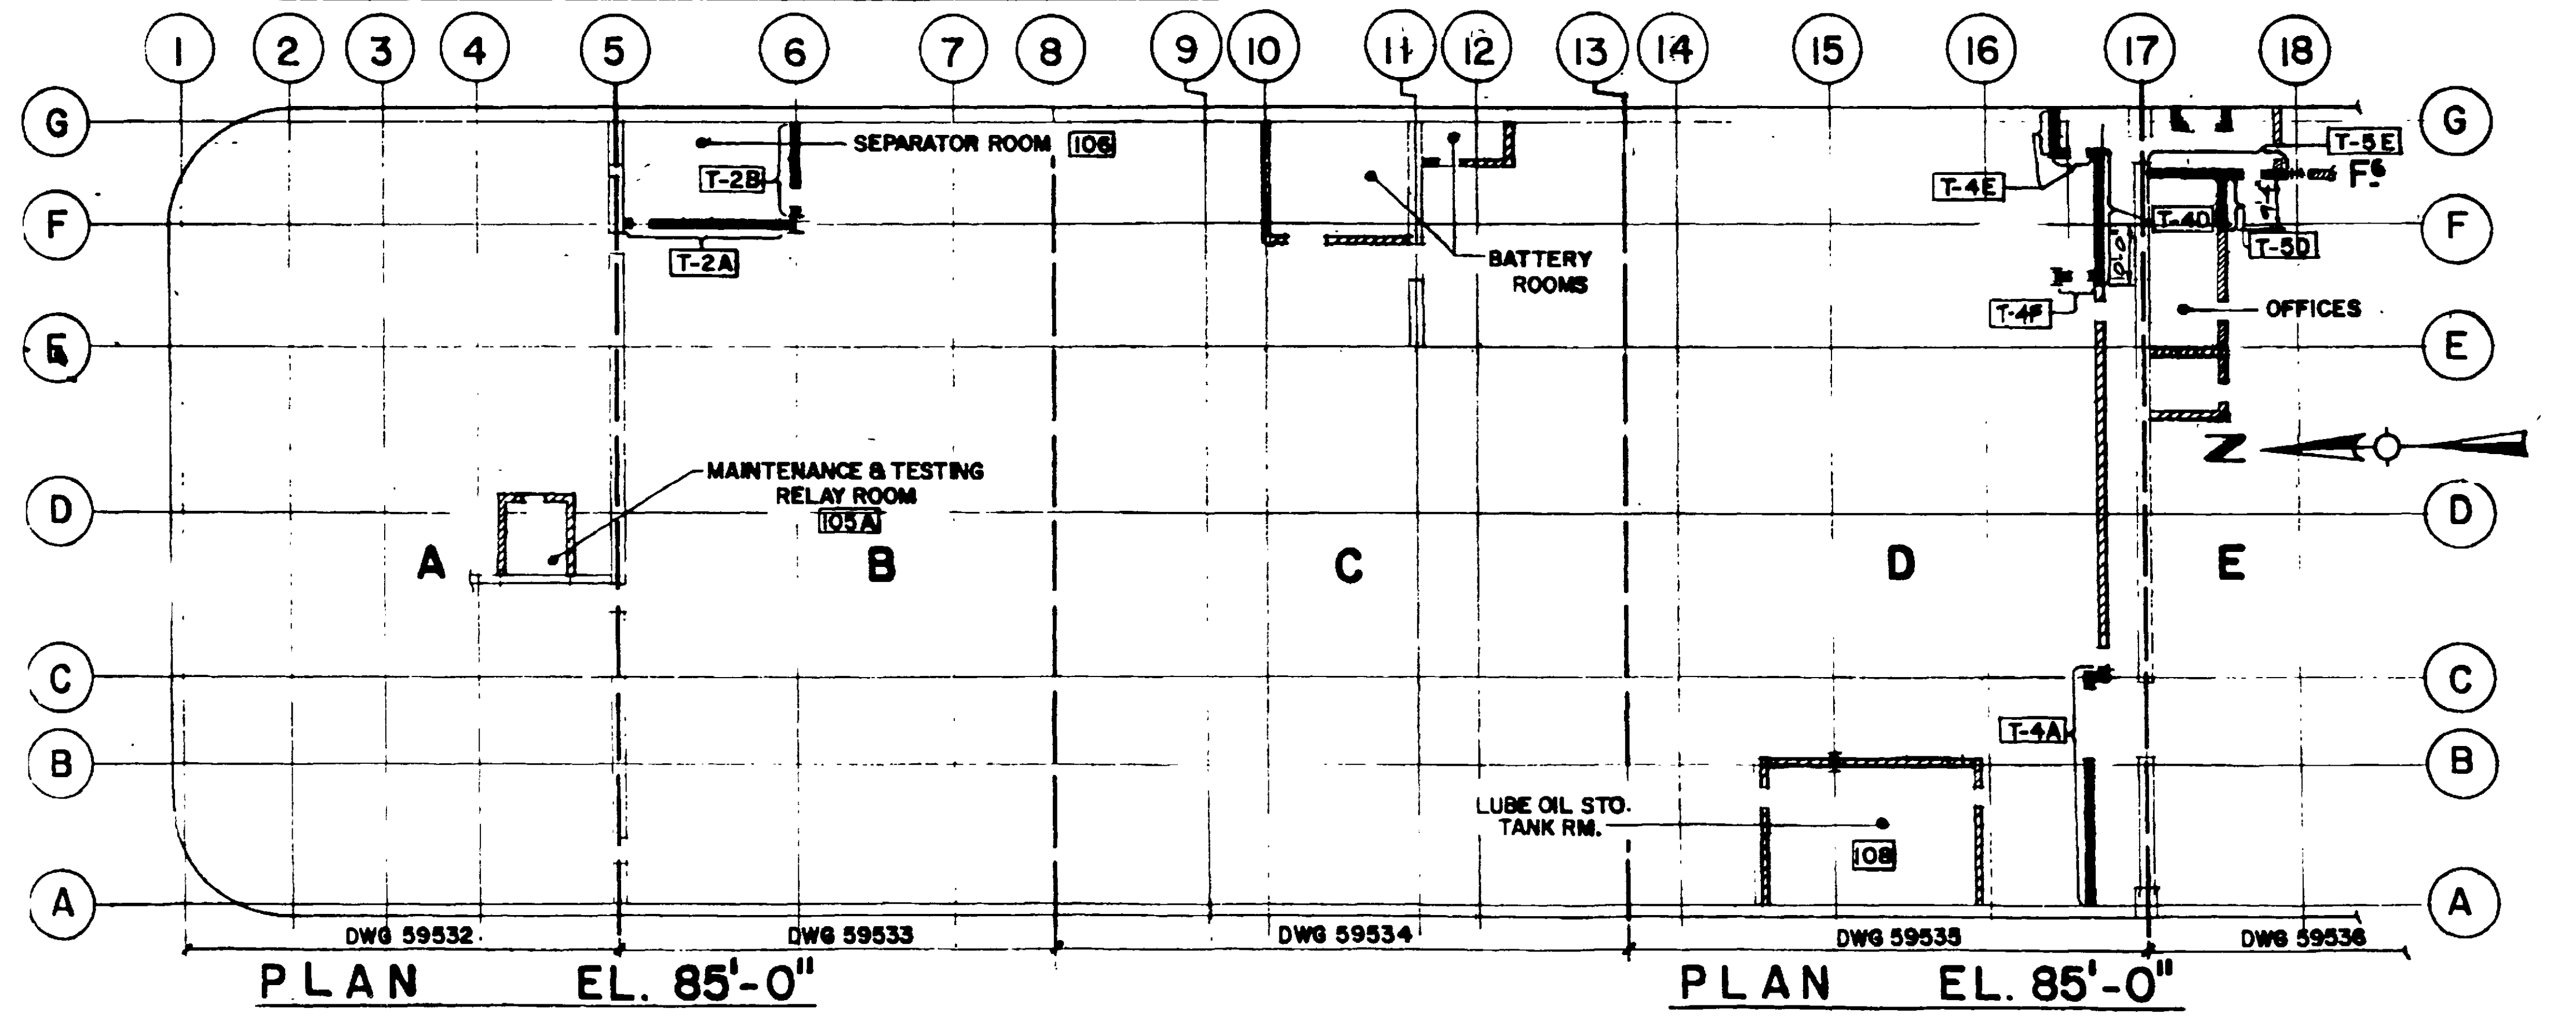 1 2 3 4 5 6 7 8 9 10 11 12 13 14 15 16 17 18
G G
SEPARATOR ROOM 106
T-5E
T-2B
T-4E
F6
F F
T-4D
T-2A
T-5D
BATTERY
ROOMS
T-4F
OFFICES
E E
N
MAINTENANCE & TESTING
RELAY ROOM
105A
D D
A B C D E
C C
T-4A
B B
LUBE OIL STO.
TANK RM.
108
A A
DWG 59532 DWG 59533 DWG 59534 DWG 59535 DWG 59536
PLAN EL. 85'-0" PLAN EL. 85'-0"